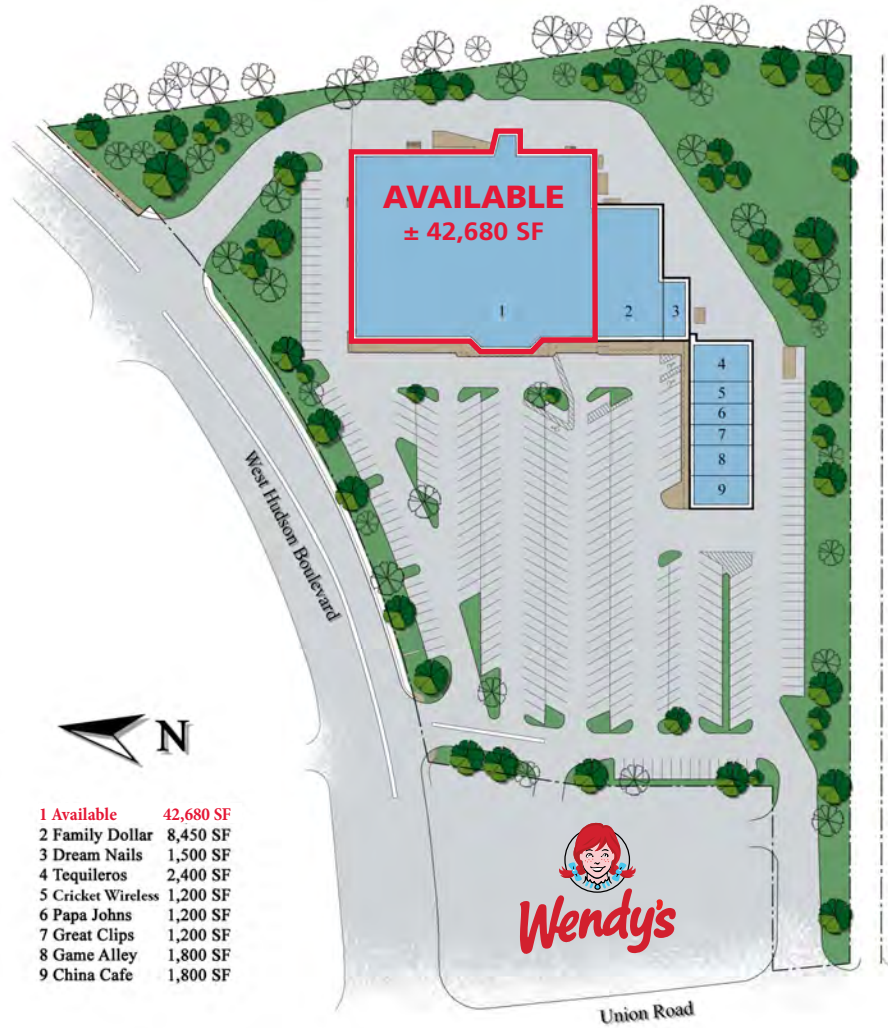 AVAILABLE
± 42,680 SF
1
2
3
4
5
6
7
8
9
West Hudson Boulevard
N
1 Available 42,680 SF
2 Family Dollar 8,450 SF
3 Dream Nails 1,500 SF
4 Tequileros 2,400 SF
5 Cricket Wireless 1,200 SF
6 Papa Johns 1,200 SF
7 Great Clips 1,200 SF
8 Game Alley 1,800 SF
9 China Cafe 1,800 SF
Wendy's
Union Road